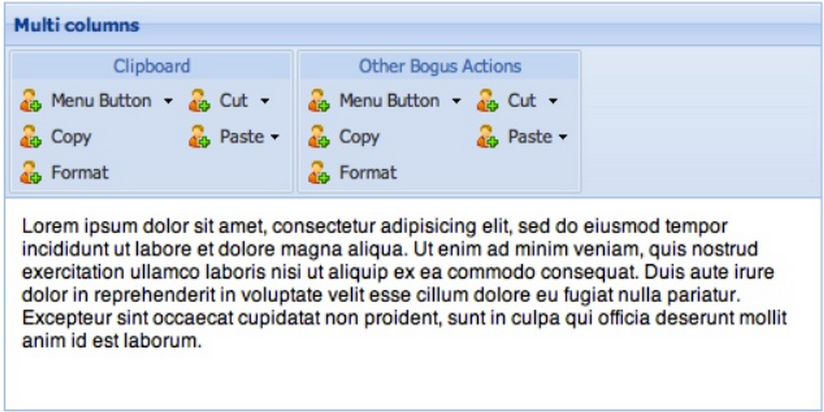 Multi columns
Clipboard Other Bogus Actions
Menu Button Cut Menu Button Cut
Copy Paste Copy Paste
Format Format
Lorem ipsum dolor sit amet, consectetur adipisicing elit, sed do eiusmod tempor
incididunt ut labore et dolore magna aliqua. Ut enim ad minim veniam, quis nostrud
exercitation ullamco laboris nisi ut aliquip ex ea commodo consequat. Duis aute irure
dolor in reprehenderit in voluptate velit esse cillum dolore eu fugiat nulla pariatur.
Excepteur sint occaecat cupidatat non proident, sunt in culpa qui officia deserunt mollit
anim id est laborum.